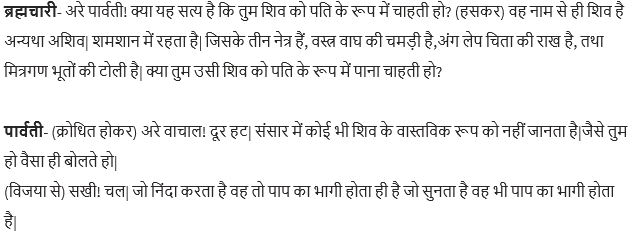 ब्रह्मचारी- अरे पार्वती! क्या यह सत्य है कि तुम शिव को पति के रूप में चाहती हो? (हसकर) वह नाम से ही शिव है
अन्यथा अशिव| शमशान में रहता है| जिसके तीन नेत्र हैं, वस्त्र वाघ की चमड़ी है,अंग लेप चिता की राख है, तथा
मित्रगण भूतों की टोली है| क्या तुम उसी शिव को पति के रूप में पाना चाहती हो?
पार्वती- (क्रोधित होकर) अरे वाचाल! दूर हट| संसार में कोई भी शिव के वास्तविक रूप को नहीं जानता है|जैसे तुम
हो वैसा ही बोलते हो|
(विजया से) सखी! चल| जो निंदा करता है वह तो पाप का भागी होता ही है जो सुनता है वह भी पाप का भागी होता
है|